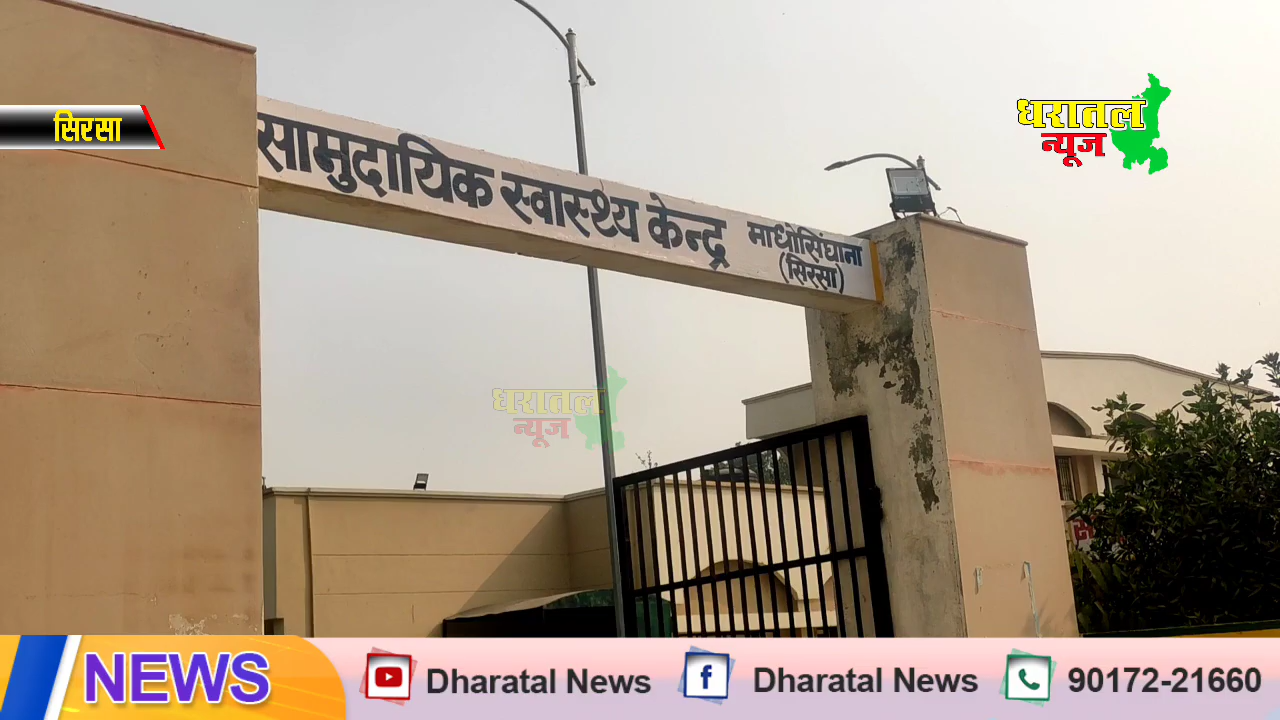 सिरसा
धरातल
न्यूज
सामुदायिक स्वास्थ्य केन्द्र माधोसिंघाना
(सिरसा)
धरातल
न्यूज
NEWS
Dharatal News
Dharatal News
90172-21660